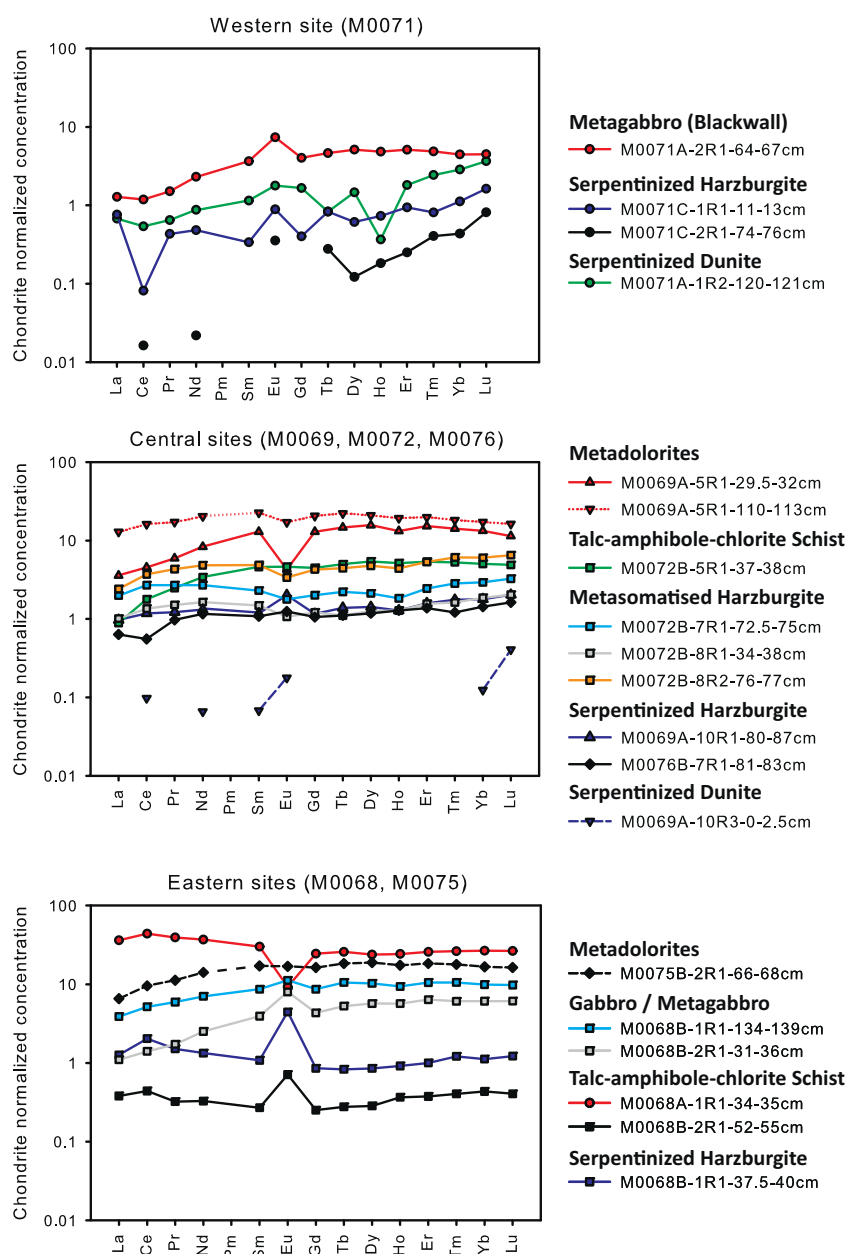 Western site (M0071)
Chondrite normalized concentration
100
10
1
0.1
0.01
La
Ce
Pr
Nd
Pm
Sm
Eu
Gd
Tb
Dy
Ho
Er
Tm
Yb
Lu
Metagabbro (Blackwall)
M0071A-2R1-64-67cm
Serpentinized Harzburgite
M0071C-1R1-11-13cm
M0071C-2R1-74-76cm
Serpentinized Dunite
M0071A-1R2-120-121cm
Central sites (M0069, M0072, M0076)
Chondrite normalized concentration
100
10
1
0.1
0.01
La
Ce
Pr
Nd
Pm
Sm
Eu
Gd
Tb
Dy
Ho
Er
Tm
Yb
Lu
Metadolorites
M0069A-5R1-29.5-32cm
M0069A-5R1-110-113cm
Talc-amphibole-chlorite Schist
M0072B-5R1-37-38cm
Metasomatised Harzburgite
M0072B-7R1-72.5-75cm
M0072B-8R1-34-38cm
M0072B-8R2-76-77cm
Serpentinized Harzburgite
M0069A-10R1-80-87cm
M0076B-7R1-81-83cm
Serpentinized Dunite
M0069A-10R3-0-2.5cm
Eastern sites (M0068, M0075)
Chondrite normalized concentration
100
10
1
0.1
0.01
La
Ce
Pr
Nd
Pm
Sm
Eu
Gd
Tb
Dy
Ho
Er
Tm
Yb
Lu
Metadolorites
M0075B-2R1-66-68cm
Gabbro / Metagabbro
M0068B-1R1-134-139cm
M0068B-2R1-31-36cm
Talc-amphibole-chlorite Schist
M0068A-1R1-34-35cm
M0068B-2R1-52-55cm
Serpentinized Harzburgite
M0068B-1R1-37.5-40cm